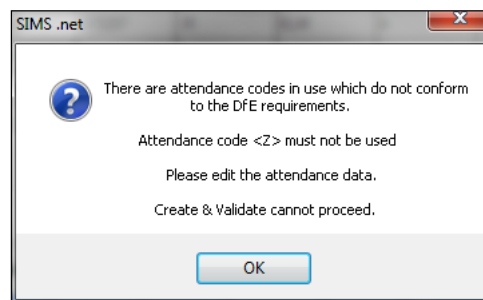 SIMS .net
There are attendance codes in use which do not conform
to the DfE requirements.
Attendance code <Z> must not be used
Please edit the attendance data.
Create & Validate cannot proceed.
OK